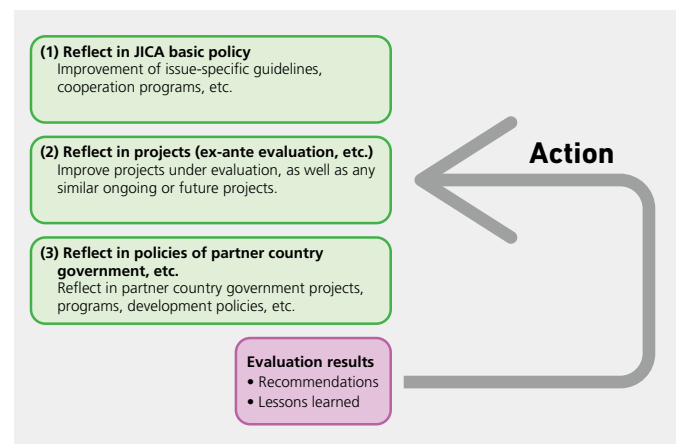 (1) Reflect in JICA basic policy
Improvement of issue-specific guidelines,
cooperation programs, etc.
(2) Reflect in projects (ex-ante evaluation, etc.)
Improve projects under evaluation, as well as any
similar ongoing or future projects.
(3) Reflect in policies of partner country
government, etc.
Reflect in partner country government projects,
programs, development policies, etc.
Action
Evaluation results
• Recommendations
• Lessons learned